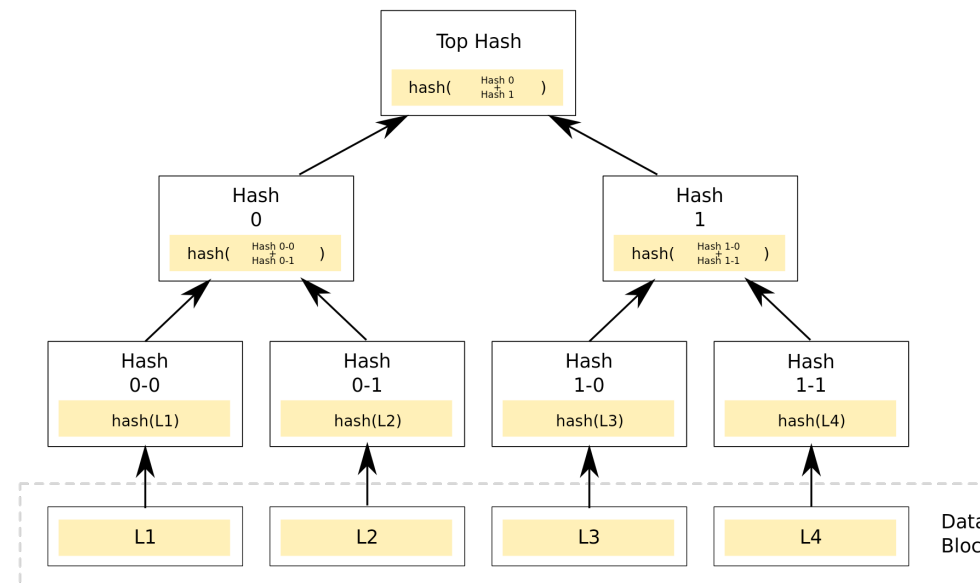 Top Hash
hash( Hash 0 + Hash 1 )
Hash 0
hash( Hash 0-0 + Hash 0-1 )
Hash 1
hash( Hash 1-0 + Hash 1-1 )
Hash 0-0
hash(L1)
Hash 0-1
hash(L2)
Hash 1-0
hash(L3)
Hash 1-1
hash(L4)
L1
L2
L3
L4
Data
Bloc